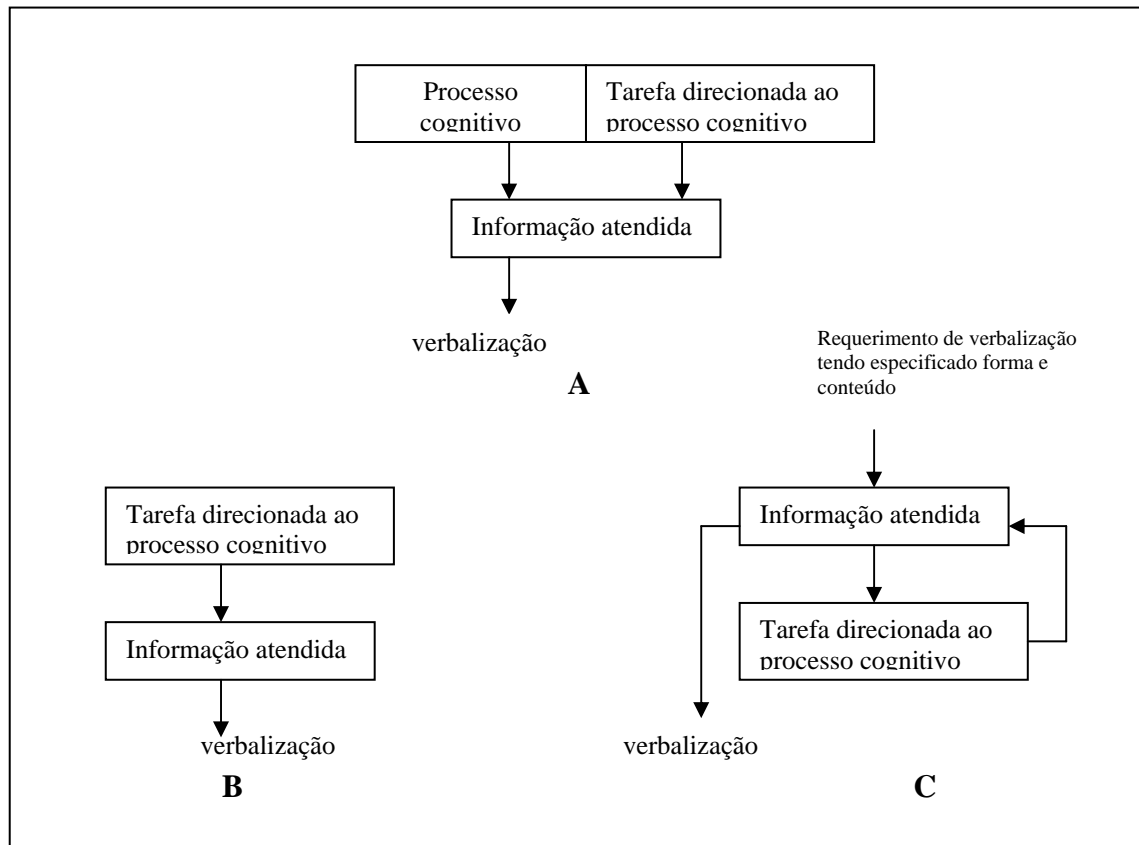 Processo
cognitivo
Tarefa direcionada ao
processo cognitivo
Informação atendida
verbalização
A
Requerimento de verbalização
tendo especificado forma e
conteúdo
Tarefa direcionada ao
processo cognitivo
Informação atendida
verbalização
B
Informação atendida
Tarefa direcionada ao
processo cognitivo
verbalização
C